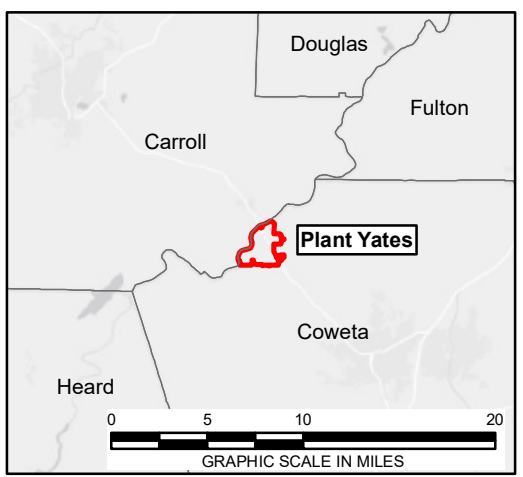 Douglas
Fulton
Carroll
Plant Yates
Coweta
Heard
0 5 10 20
GRAPHIC SCALE IN MILES